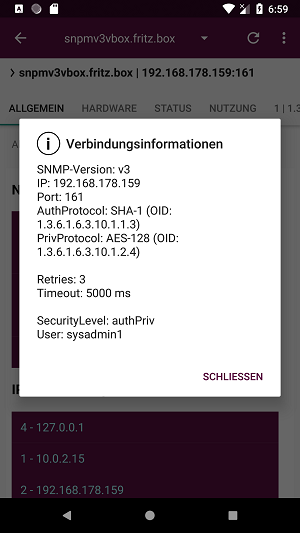 6:59
snpmv3vbox.fritz.box
snpmv3vbox.fritz.box | 192.168.178.159:161
ALLGEMEIN HARDWARE STATUS NUTZUNG 1 | 1.3
Verbindungsinformationen
SNMP-Version: v3
IP: 192.168.178.159
Port: 161
AuthProtocol: SHA-1 (OID:
1.3.6.1.6.3.10.1.1.3)
PrivProtocol: AES-128 (OID:
1.3.6.1.6.3.10.1.2.4)
Retries: 3
Timeout: 5000 ms
SecurityLevel: authPriv
User: sysadmin1
SCHLIESSEN
4 - 127.0.0.1
1 - 10.0.2.15
2 - 192.168.178.159